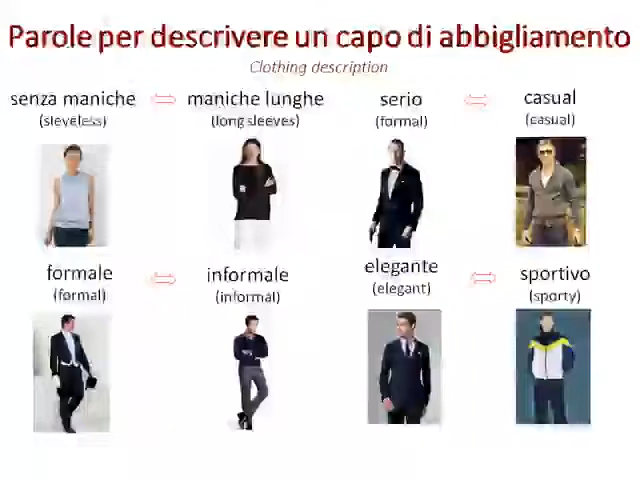 Parole per descrivere un capo di abbigliamento
Clothing description
senza maniche
(sleveless)
maniche lunghe
(long sleeves)
serio
(formal)
casual
(casual)
formale
(formal)
informale
(informal)
elegante
(elegant)
sportivo
(sporty)